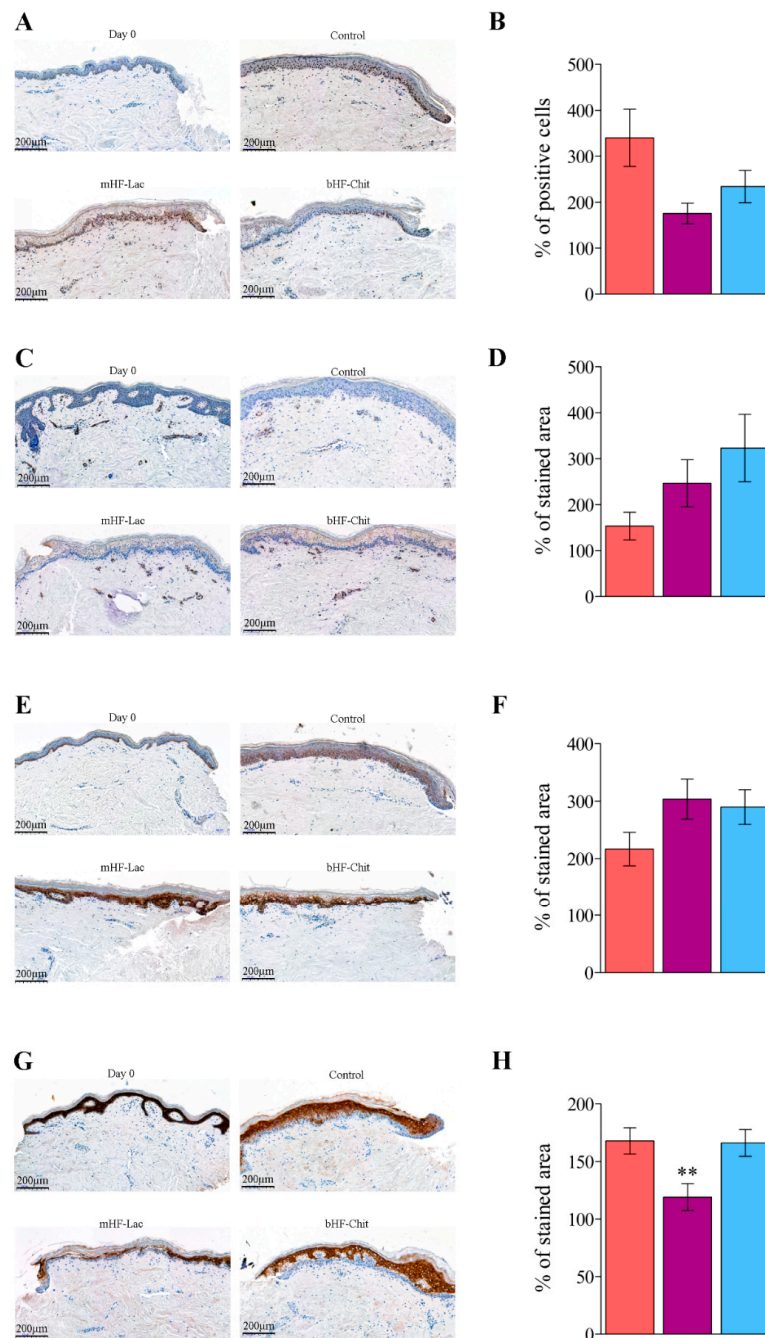 A
Day 0
Control
200µm
200µm
mHF-Lac
bHF-Chit
200µm
200µm
B
500
400
300
200
100
0
% of positive cells
C
Day 0
Control
200µm
200µm
mHF-Lac
bHF-Chit
200µm
200µm
D
500
400
300
200
100
0
% of stained area
E
Day 0
Control
200µm
200µm
mHF-Lac
bHF-Chit
200µm
200µm
F
400
300
200
100
0
% of stained area
G
Day 0
Control
200µm
200µm
mHF-Lac
bHF-Chit
200µm
200µm
H
200
150
100
50
0
**
% of stained area